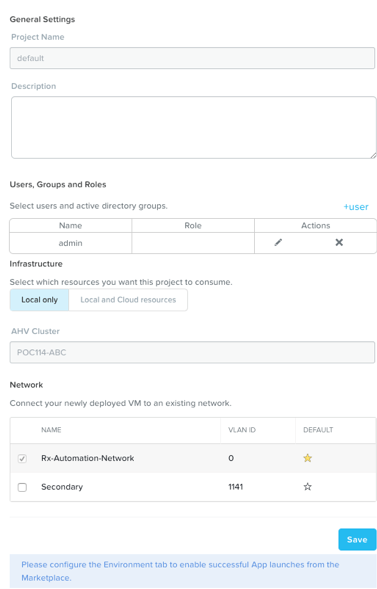 General Settings
Project Name
default
Description
Users, Groups and Roles
Select users and active directory groups.
+user
Name Role Actions
admin
Infrastructure
Select which resources you want this project to consume.
Local only Local and Cloud resources
AHV Cluster
POC114-ABC
Network
Connect your newly deployed VM to an existing network.
NAME VLAN ID DEFAULT
Rx-Automation-Network 0
Secondary 1141
Save
Please configure the Environment tab to enable successful App launches from the
Marketplace.